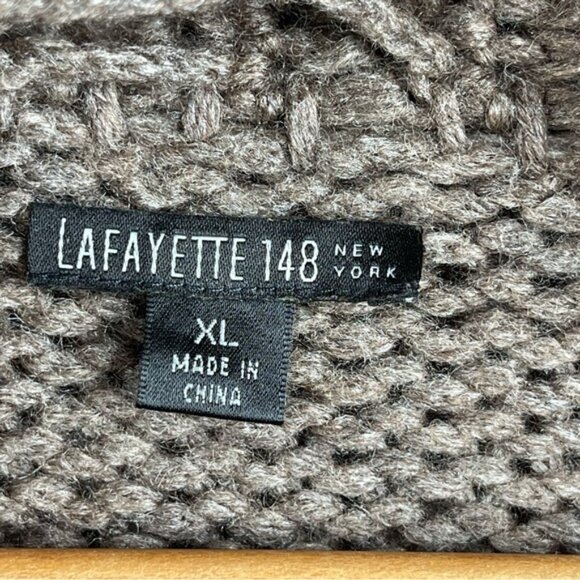 LAFAYETTE 148 NEW YORK
XL
MADE IN
CHINA